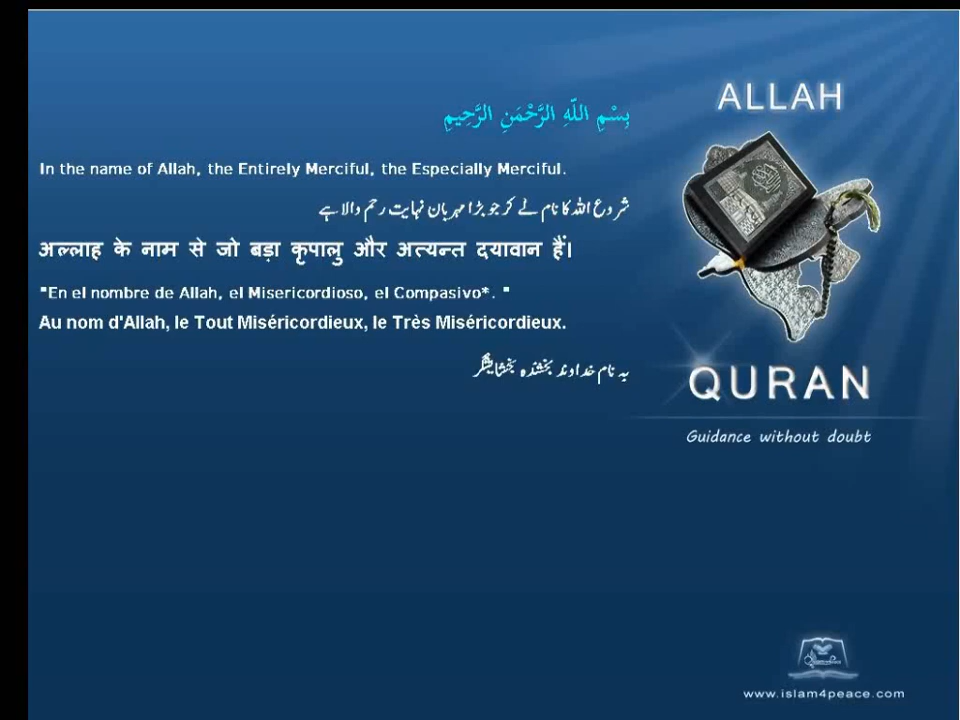 بِسْمِ اللَّهِ الرَّحْمَنِ الرَّحِيمِ
In the name of Allah, the Entirely Merciful, the Especially Merciful.
شروع الله کا نام لے کر جو بڑا مہربان نہایت رحم والا ہے
अल्लाह के नाम से जो बड़ा कृपालु और अत्यन्त दयावान हैं।
"En el nombre de Allah, el Misericordioso, el Compasivo*. "
Au nom d'Allah, le Tout Miséricordieux, le Très Miséricordieux.
به نام خداوند بخشنده بخشایشگر
ALLAH
QURAN
Guidance without doubt
www.islam4peace.com